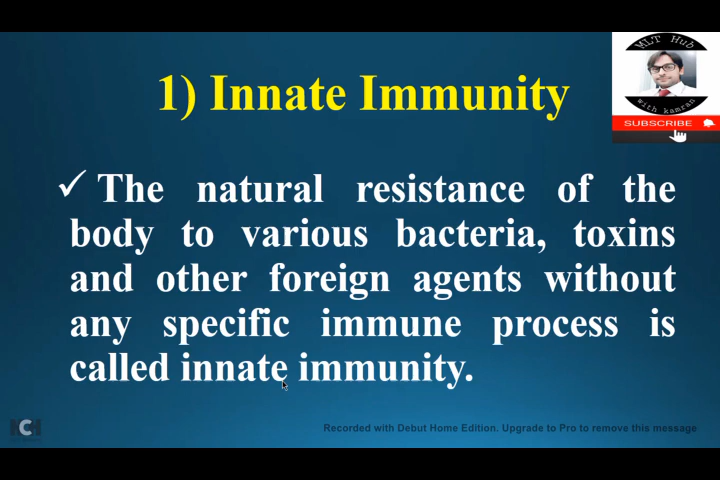 MLT Hub
with kamran
SUBSCRIBE
1) Innate Immunity
✓ The natural resistance of the
body to various bacteria, toxins
and other foreign agents without
any specific immune process is
called innate immunity.
Recorded with Debut Home Edition. Upgrade to Pro to remove this message